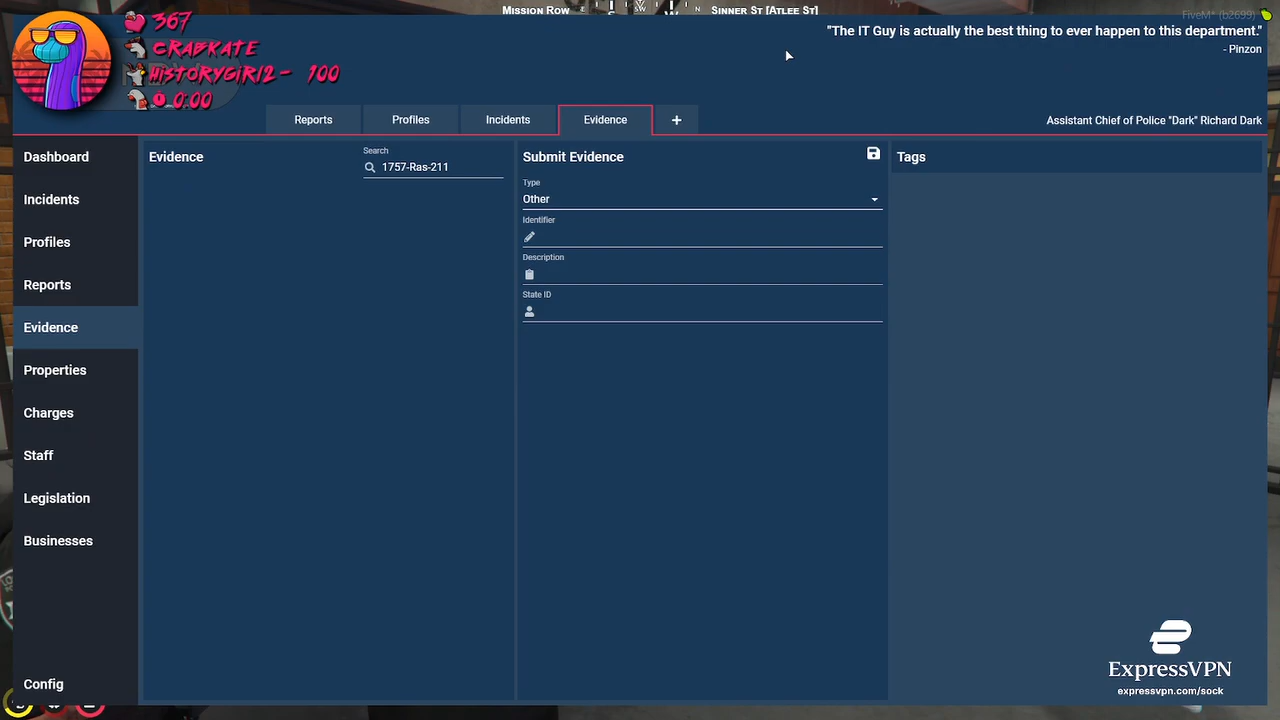 Mission Row
Sinner St [Atlee St]
FiveM* (b2699)
367
CRABKATE
HISTORYGIRI2 - 100
0:00
"The IT Guy is actually the best thing to ever happen to this department."
- Pinzon
Reports
Profiles
Incidents
Evidence
+
Assistant Chief of Police "Dark" Richard Dark
Dashboard
Incidents
Profiles
Reports
Evidence
Properties
Charges
Staff
Legislation
Businesses
Config
Evidence
Search
1757-Ras-211
Submit Evidence
Type
Other
Identifier
Description
State ID
Tags
ExpressVPN
expressvpn.com/sock